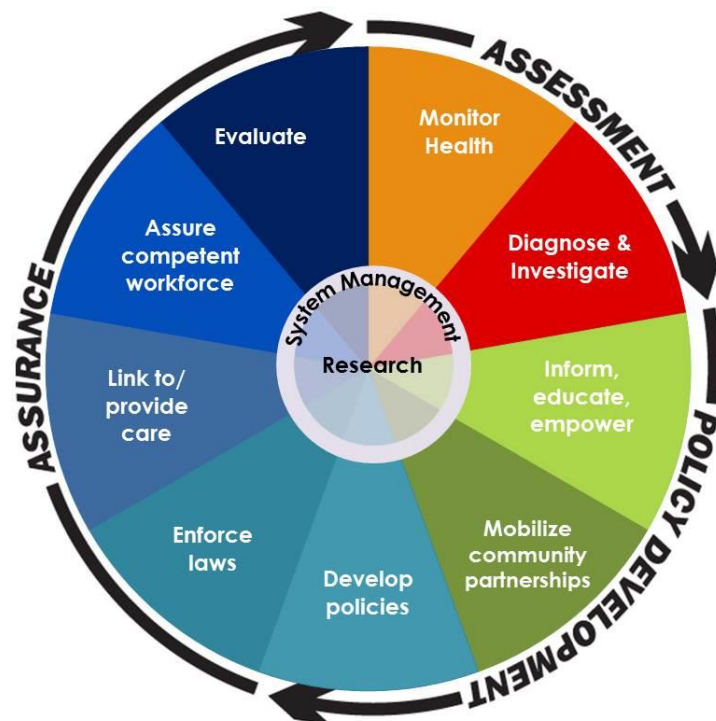 ASSESSMENT
Monitor
Health
Diagnose &
Investigate
Inform,
educate,
empower
POLICY DEVELOPMENT
Mobilize
community
partnerships
Develop
policies
Enforce
laws
Link to/
provide
care
ASSURANCE
Assure
competent
workforce
Evaluate
System Management
Research